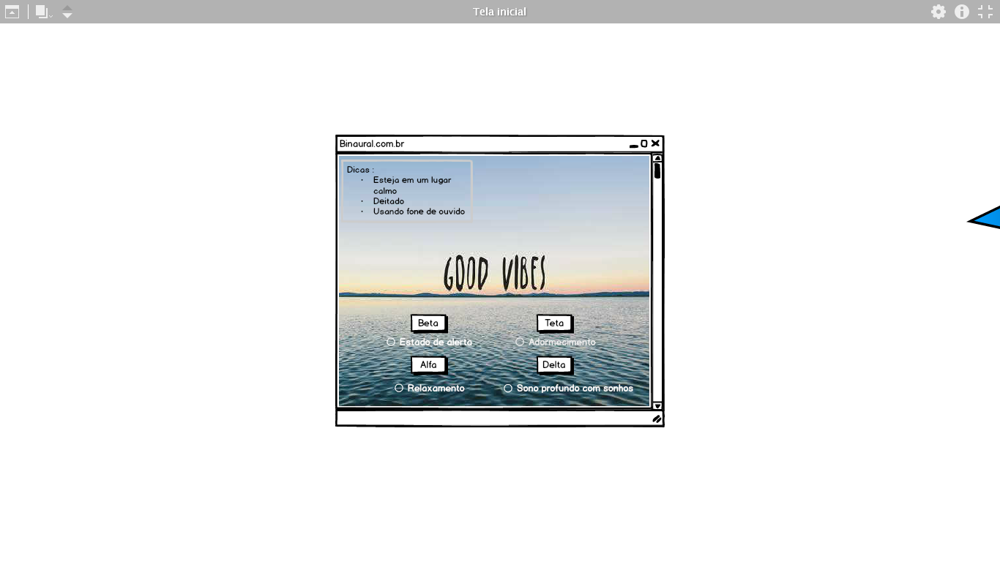 Tela inicial
Binaural.com.br
Dicas :
· Esteja em um lugar
calmo
· Deitado
· Usando fone de ouvido
GOOD VIBES
Beta
Teta
Estado de alerta
Adormecimento
Alfa
Delta
Relaxamento
Sono profundo com sonhos